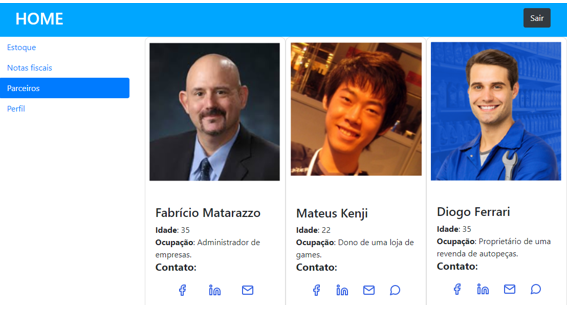 HOME
Sair
Estoque
Notas fiscais
Parceiros
Perfil
Fabrício Matarazzo
Idade: 35
Ocupação: Administrador de
empresas.
Contato:
Mateus Kenji
Idade: 22
Ocupação: Dono de uma loja de
games.
Contato:
Diogo Ferrari
Idade: 35
Ocupação: Proprietário de uma
revenda de autopeças.
Contato: